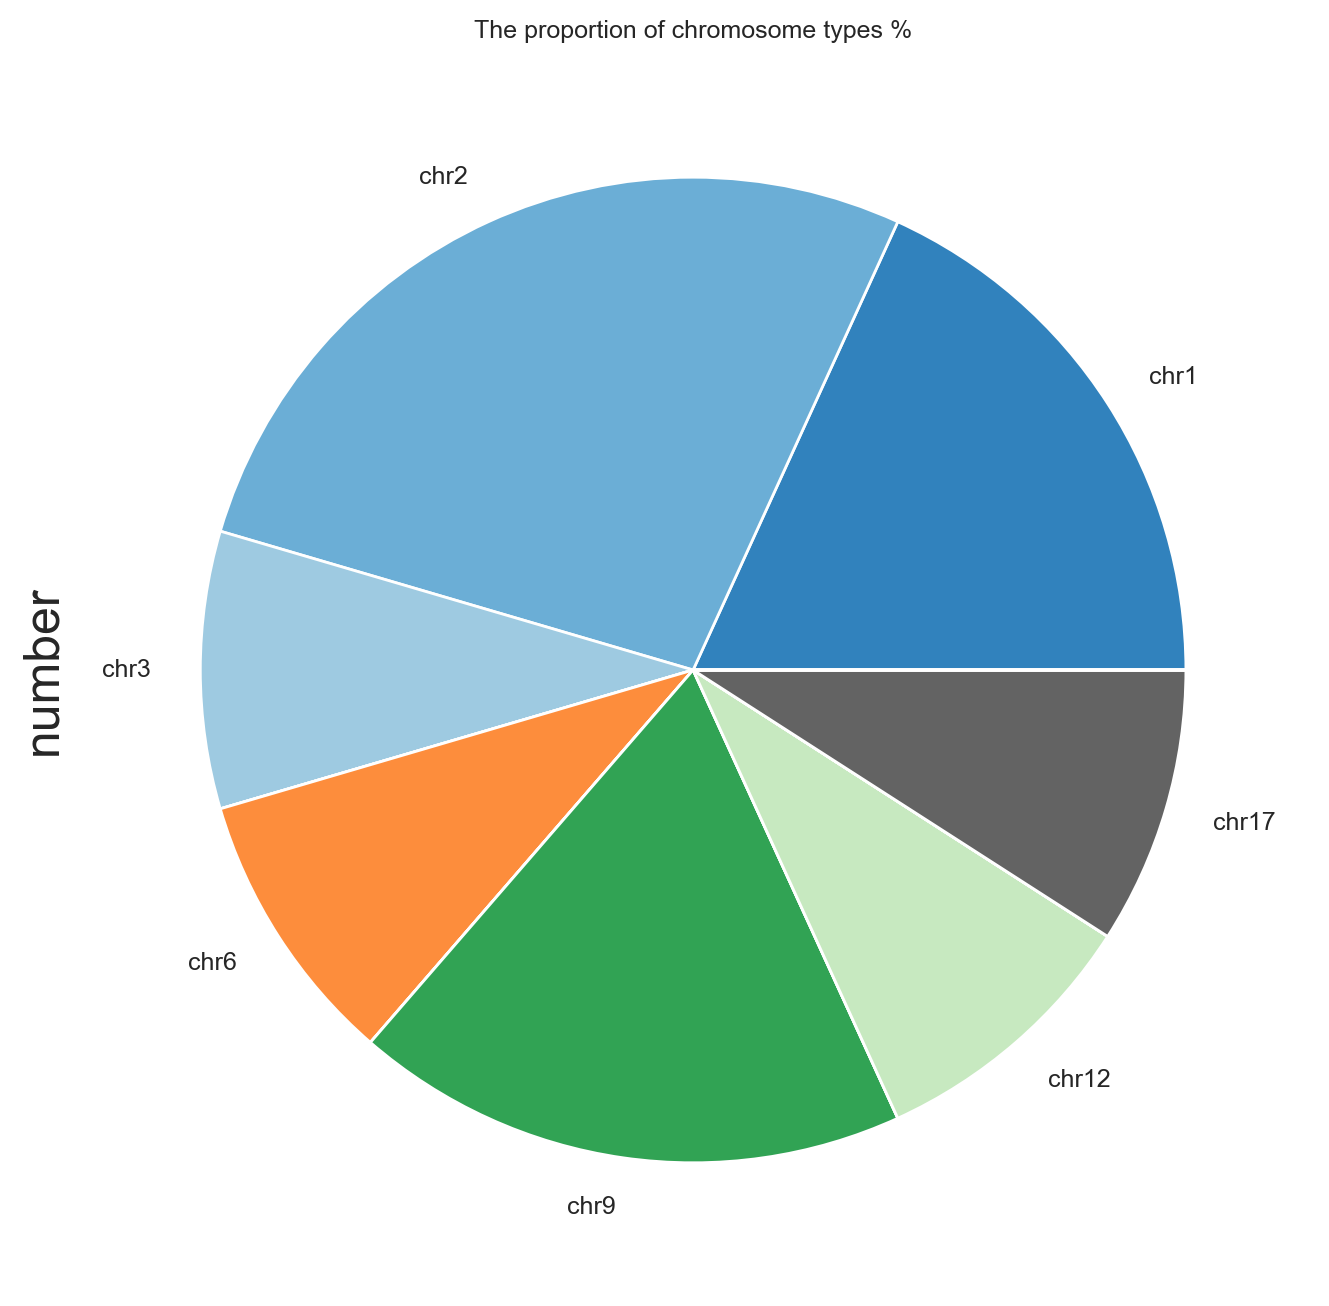 The proportion of chromosome types %
chr2
chr1
number
chr3
chr17
chr6
chr12
chr9